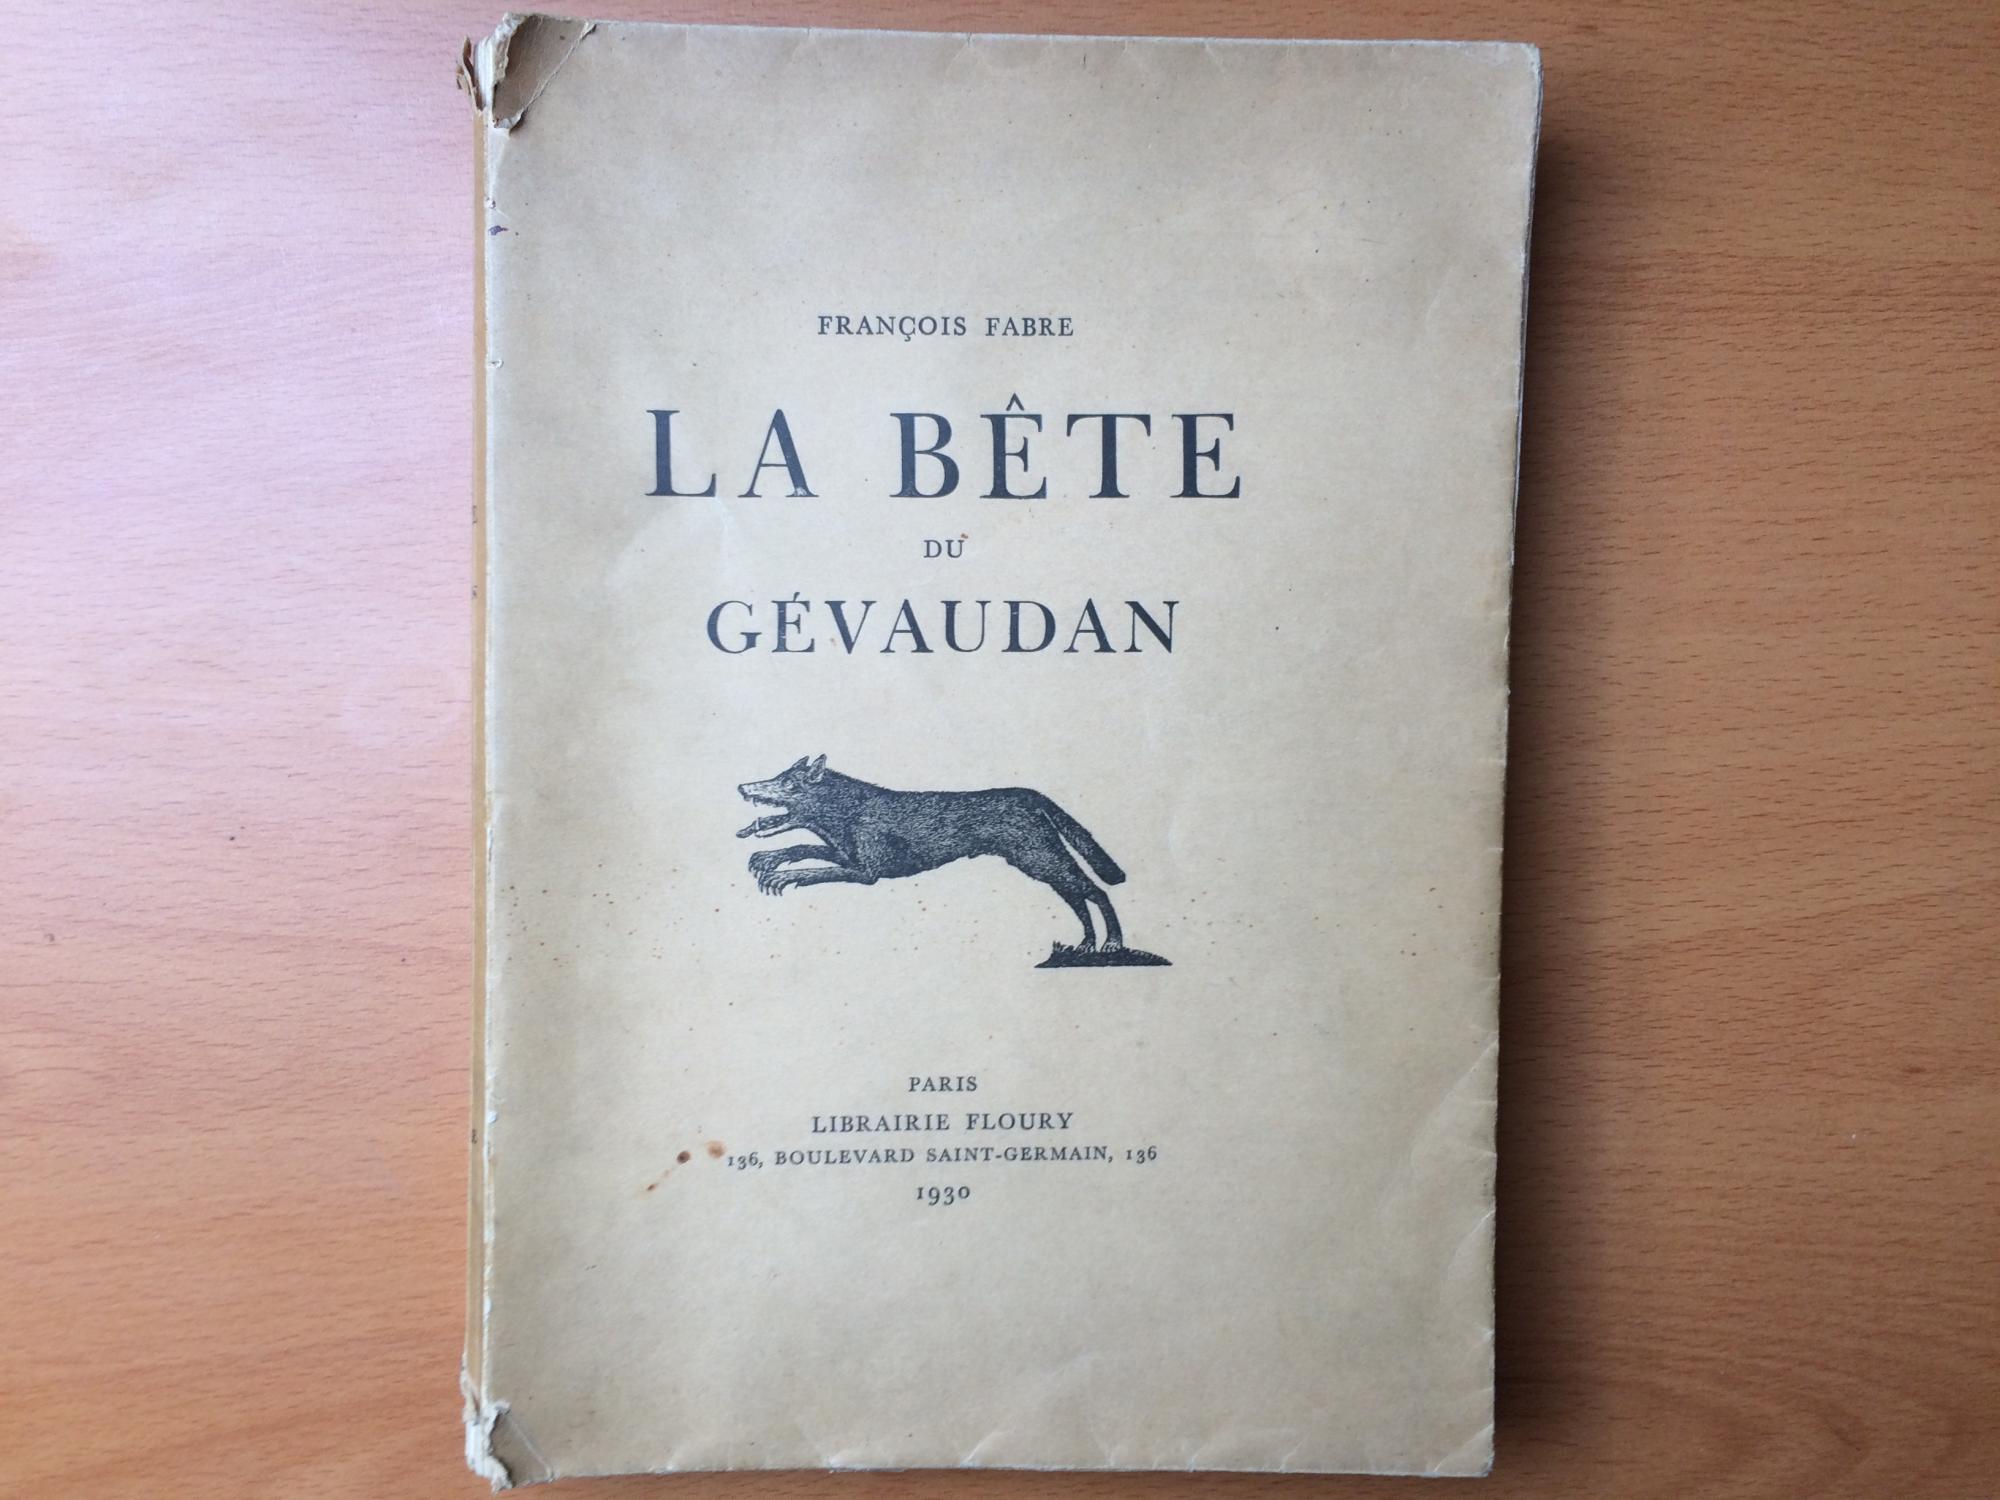 FRANÇOIS FABRE
LA BÊTE
DU
GÉVAUDAN
PARIS
LIBRAIRIE FLOURY
136, BOULEVARD SAINT-GERMAIN, 136
1930